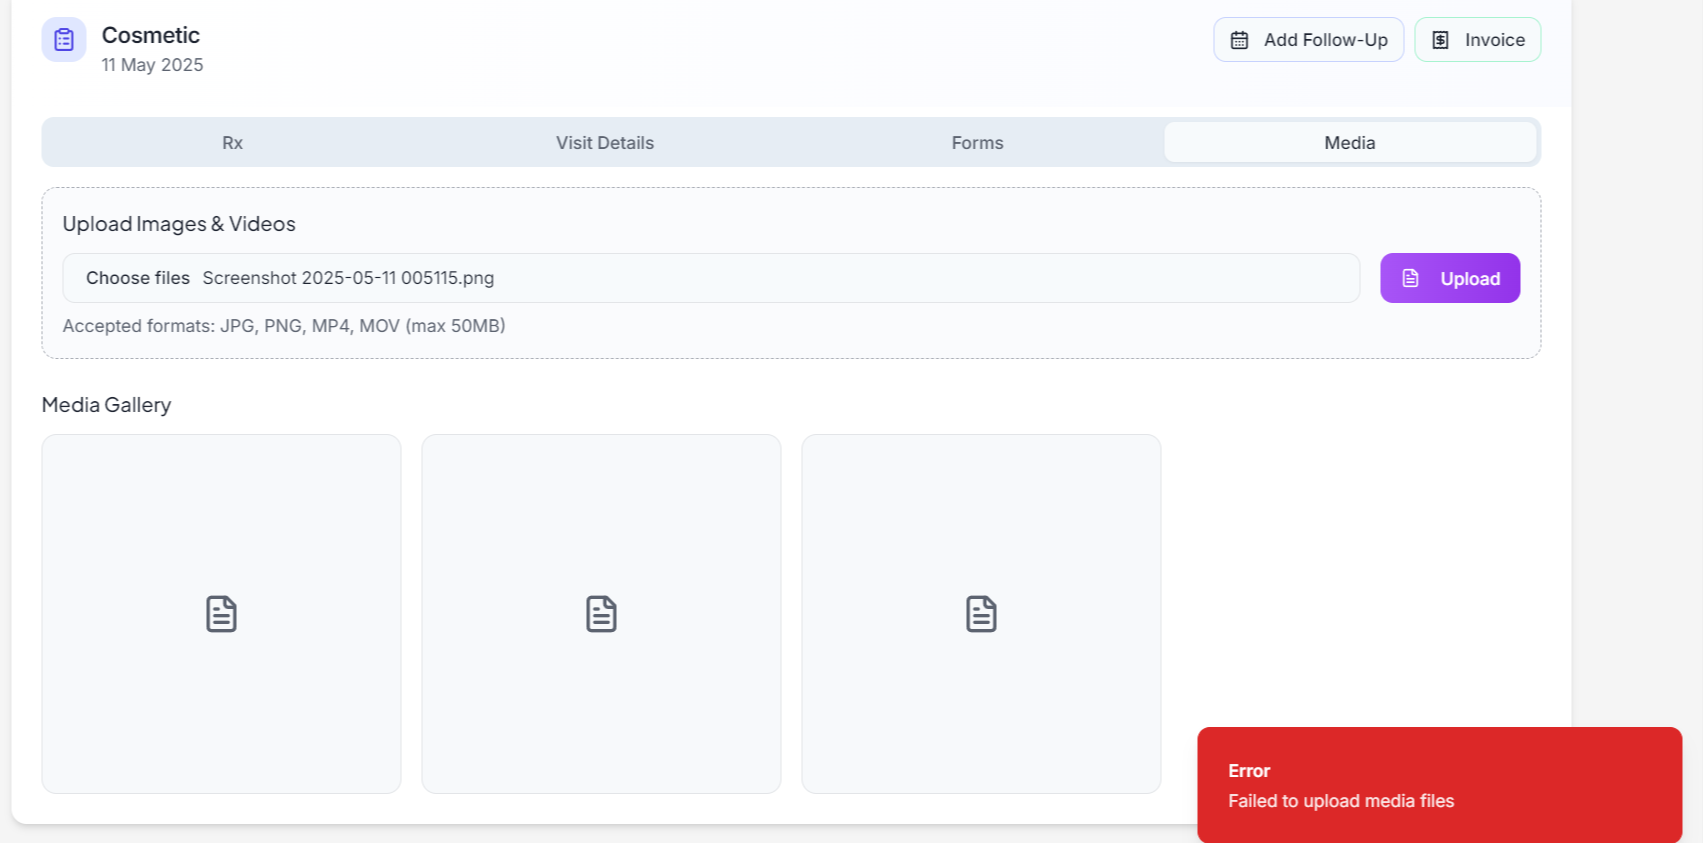 Cosmetic
11 May 2025
Add Follow-Up
Invoice
Rx
Visit Details
Forms
Media
Upload Images & Videos
Choose files Screenshot 2025-05-11 005115.png
Upload
Accepted formats: JPG, PNG, MP4, MOV (max 50MB)
Media Gallery
Error
Failed to upload media files